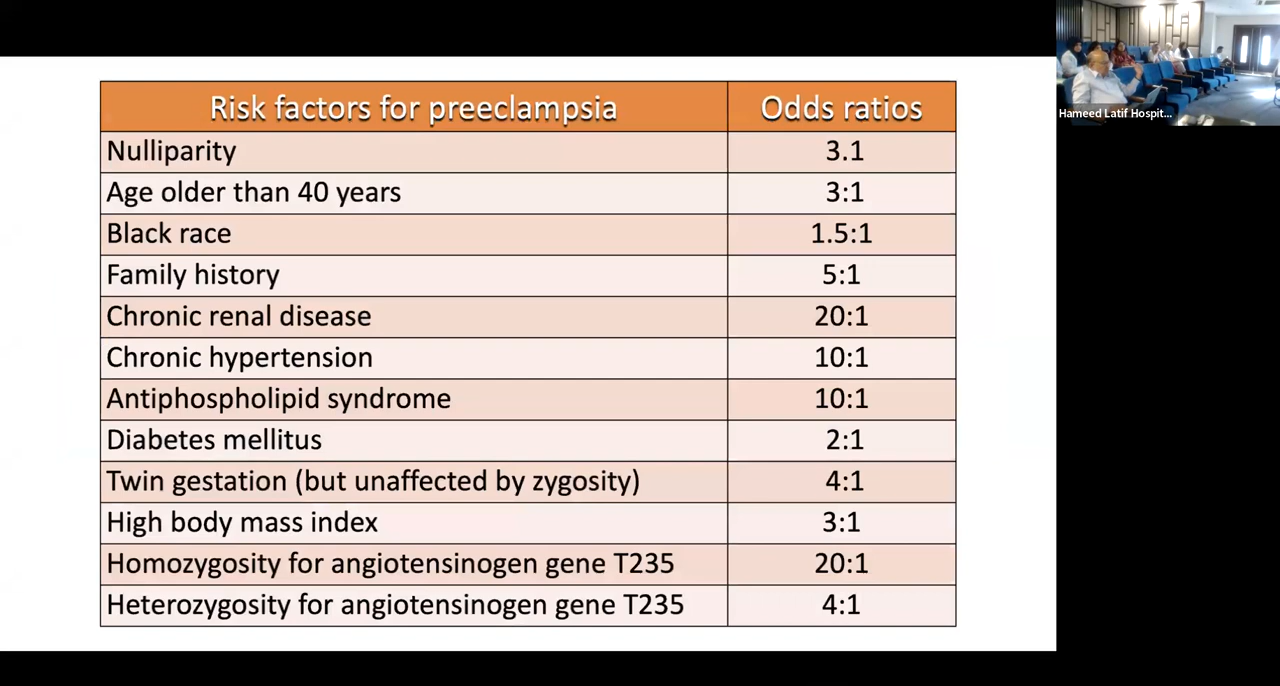 Risk factors for preeclampsia Odds ratios
Nulliparity 3.1
Age older than 40 years 3:1
Black race 1.5:1
Family history 5:1
Chronic renal disease 20:1
Chronic hypertension 10:1
Antiphospholipid syndrome 10:1
Diabetes mellitus 2:1
Twin gestation (but unaffected by zygosity) 4:1
High body mass index 3:1
Homozygosity for angiotensinogen gene T235 20:1
Heterozygosity for angiotensinogen gene T235 4:1
Hameed Latif Hospit...